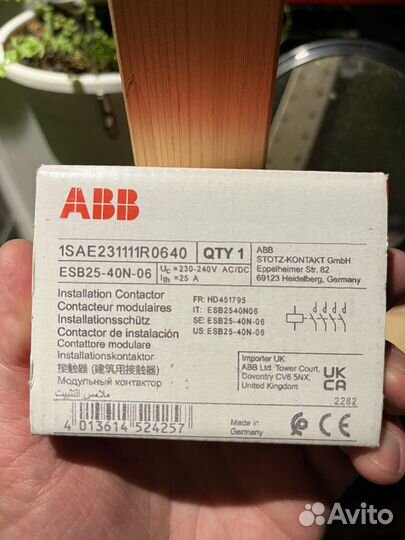 ABB
1SAE231111R0640
QTY 1
ABB
STOTZ-KONTAKT GmbH
Eppelheimer Str. 82
69123 Heidelberg, Germany
ESB25-40N-06
Uc = 230-240V AC/DC
Ith = 25 A
Installation Contactor
Contacteur modulaires
Installationsschütz
Contactor de instalación
Contattore modulare
Installationskontaktor
接触器 (建筑用接触器)
Модульный контактор
ملامس للتثبيت
FR: HD451795
IT: ESB2540N06
SE: ESB25-40N-06
US: ESB25-40N-06
Importer UK:
ABB Ltd. Tower Court,
Coventry CV6 5NX,
United Kingdom
UK
CA
2282
4 013614 524257
Made in
Germany
CE
Avito